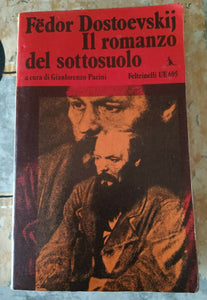 Fëdor Dostoevskij
Il romanzo
del sottosuolo
a cura di Gianlorenzo Pacini
Feltrinelli UE 695